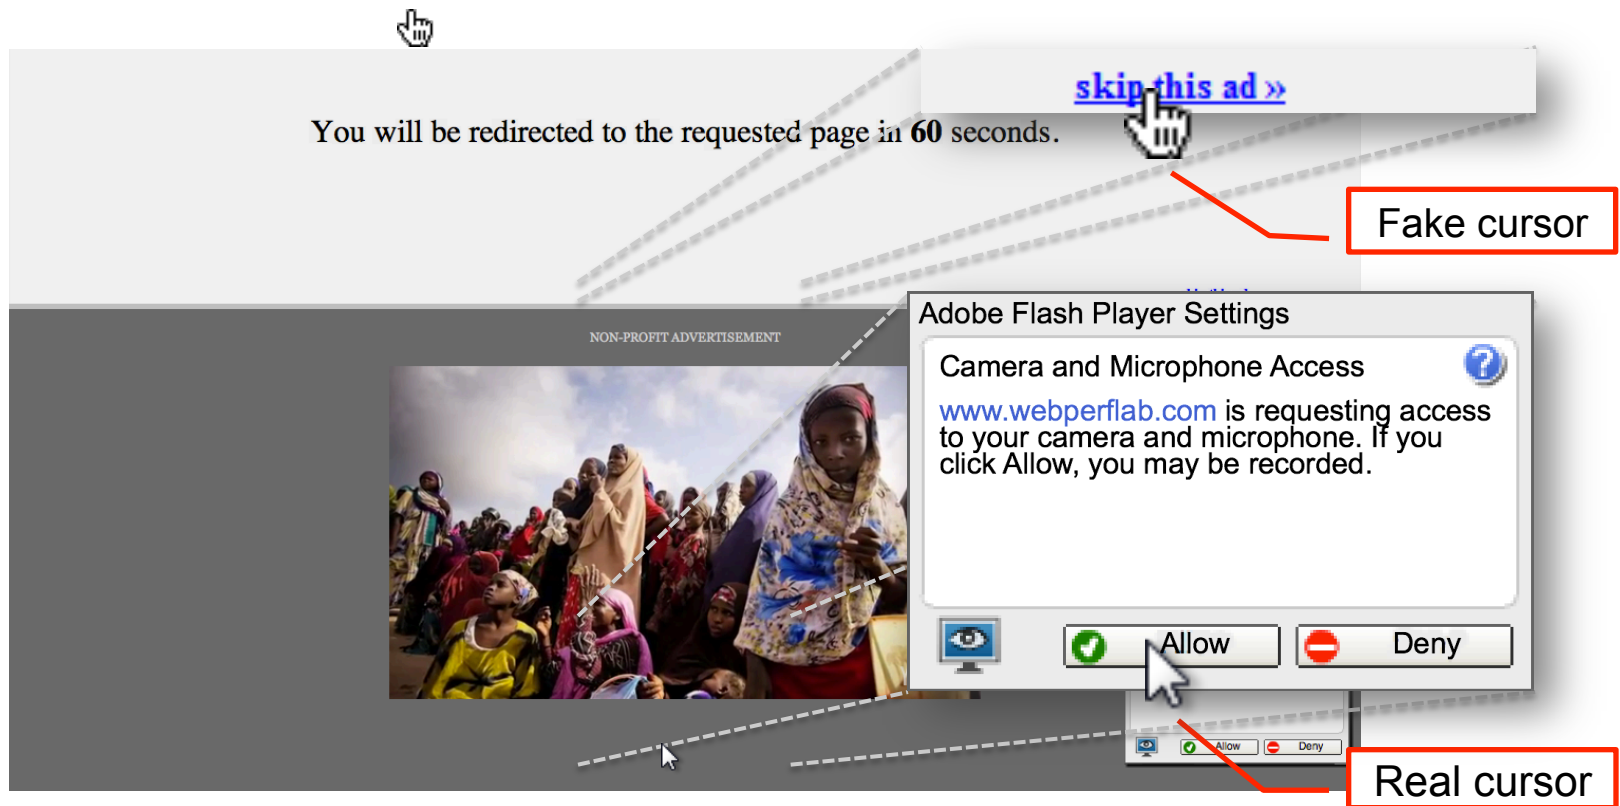 skip this ad »
You will be redirected to the requested page in 60 seconds.
Fake cursor
NON-PROFIT ADVERTISEMENT
Adobe Flash Player Settings
Camera and Microphone Access
www.webperflab.com is requesting access
to your camera and microphone. If you
click Allow, you may be recorded.
Allow
Deny
Allow
Deny
Real cursor